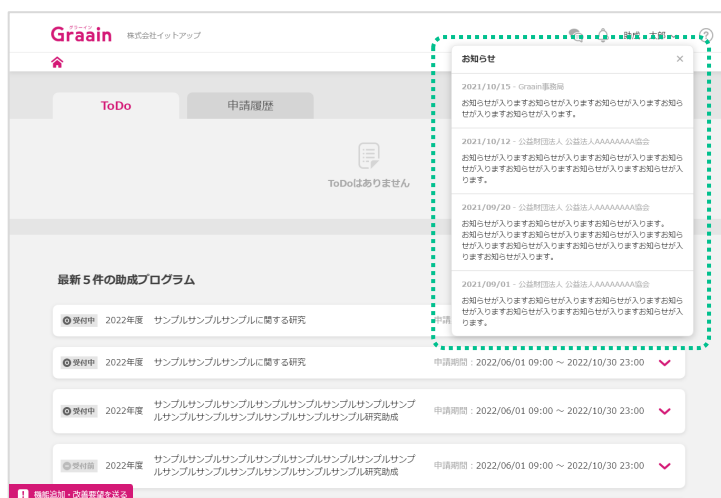 グラーイン
Graain 株式会社イットアップ
ToDo 申請履歴
ToDoはありません
お知らせ ×
2021/10/15 - Graain事務局
お知らせが入りますお知らせが入りますお知らせが入りますお知ら
せが入りますお知らせが入ります。
2021/10/12 - 公益財団法人 公益法人AAAAAAAA協会
お知らせが入りますお知らせが入りますお知らせが入りますお知ら
せが入りますお知らせが入りますお知らせが入りますお知らせが入
ります。
2021/09/20 - 公益財団法人 公益法人AAAAAAAA協会
お知らせが入りますお知らせが入りますお知らせが入ります。
お知らせが入りますお知らせが入りますお知らせが入りますお知ら
せが入りますお知らせが入りますお知らせが入りますお知らせが入
りますお知らせが入ります。
2021/09/01 - 公益財団法人 公益法人AAAAAAAA協会
お知らせが入りますお知らせが入りますお知らせが入りますお知ら
せが入りますお知らせが入りますお知らせが入りますお知らせが入
ります。
最新5件の助成プログラム
受付中 2022年度 サンプルサンプルサンプルに関する研究 申請
受付中 2022年度 サンプルサンプルサンプルに関する研究 申請期間:2022/06/01 09:00 ~ 2022/10/30 23:00
受付中 2022年度 サンプルサンプルサンプルサンプルサンプルサンプルサンプルサンプ
ルサンプルサンプルサンプルサンプルサンプルサンプル研究助成 申請期間:2022/06/01 09:00 ~ 2022/10/30 23:00
受付前 2022年度 サンプルサンプルサンプルサンプルサンプルサンプルサンプルサンプ
ルサンプルサンプルサンプルサンプルサンプルサンプル研究助成 申請期間:2022/06/01 09:00 ~ 2022/10/30 23:00
機能追加・改善要望を送る